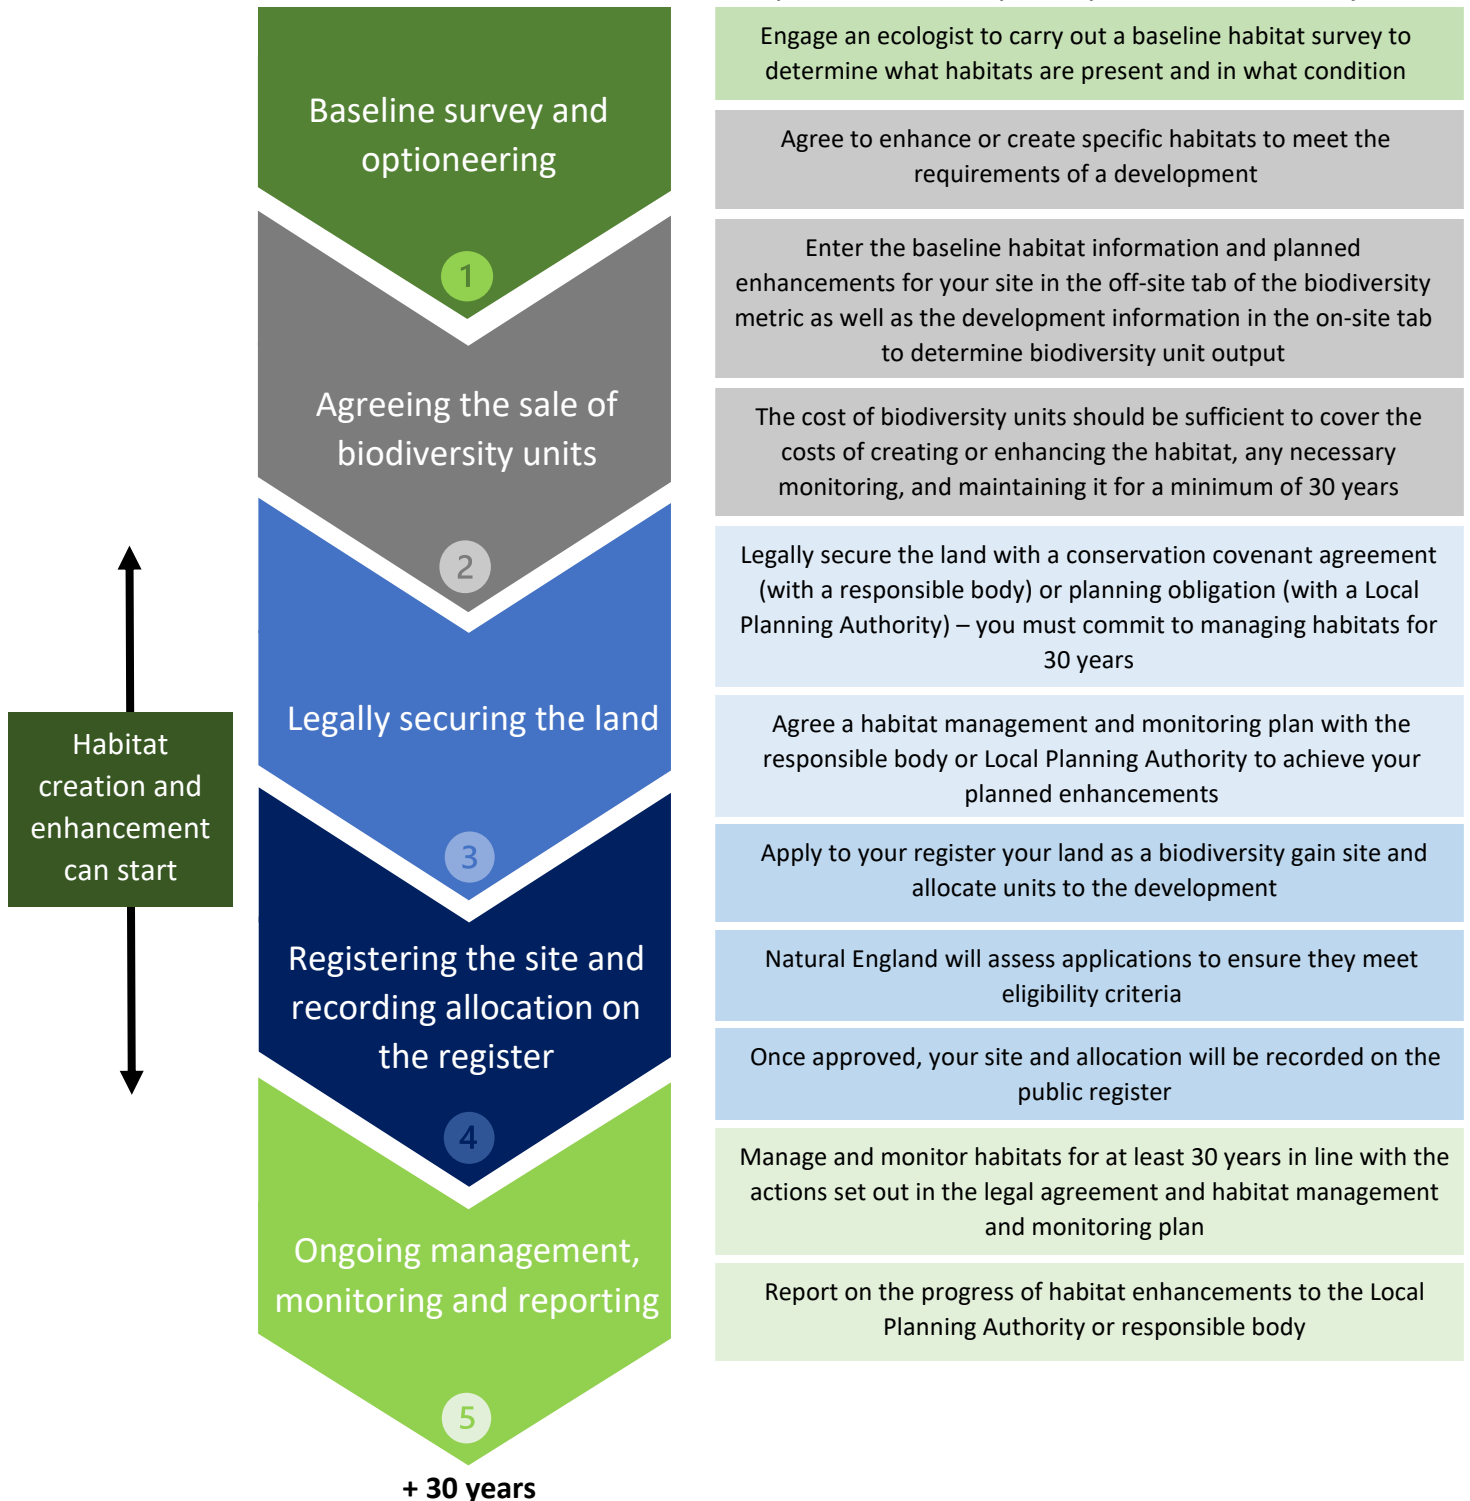 Engage an ecologist to carry out a baseline habitat survey to
determine what habitats are present and in what condition
Baseline survey and
optioneering
1
Agree to enhance or create specific habitats to meet the
requirements of a development
Enter the baseline habitat information and planned
enhancements for your site in the off-site tab of the biodiversity
metric as well as the development information in the on-site tab
to determine biodiversity unit output
Agreeing the sale of
biodiversity units
2
The cost of biodiversity units should be sufficient to cover the
costs of creating or enhancing the habitat, any necessary
monitoring, and maintaining it for a minimum of 30 years
Legally secure the land with a conservation covenant agreement
(with a responsible body) or planning obligation (with a Local
Planning Authority) – you must commit to managing habitats for
30 years
Legally securing the land
3
Agree a habitat management and monitoring plan with the
responsible body or Local Planning Authority to achieve your
planned enhancements
Habitat
creation and
enhancement
can start
Apply to your register your land as a biodiversity gain site and
allocate units to the development
Registering the site and
recording allocation on
the register
4
Natural England will assess applications to ensure they meet
eligibility criteria
Once approved, your site and allocation will be recorded on the
public register
Manage and monitor habitats for at least 30 years in line with the
actions set out in the legal agreement and habitat management
and monitoring plan
Ongoing management,
monitoring and reporting
5
Report on the progress of habitat enhancements to the Local
Planning Authority or responsible body
+ 30 years